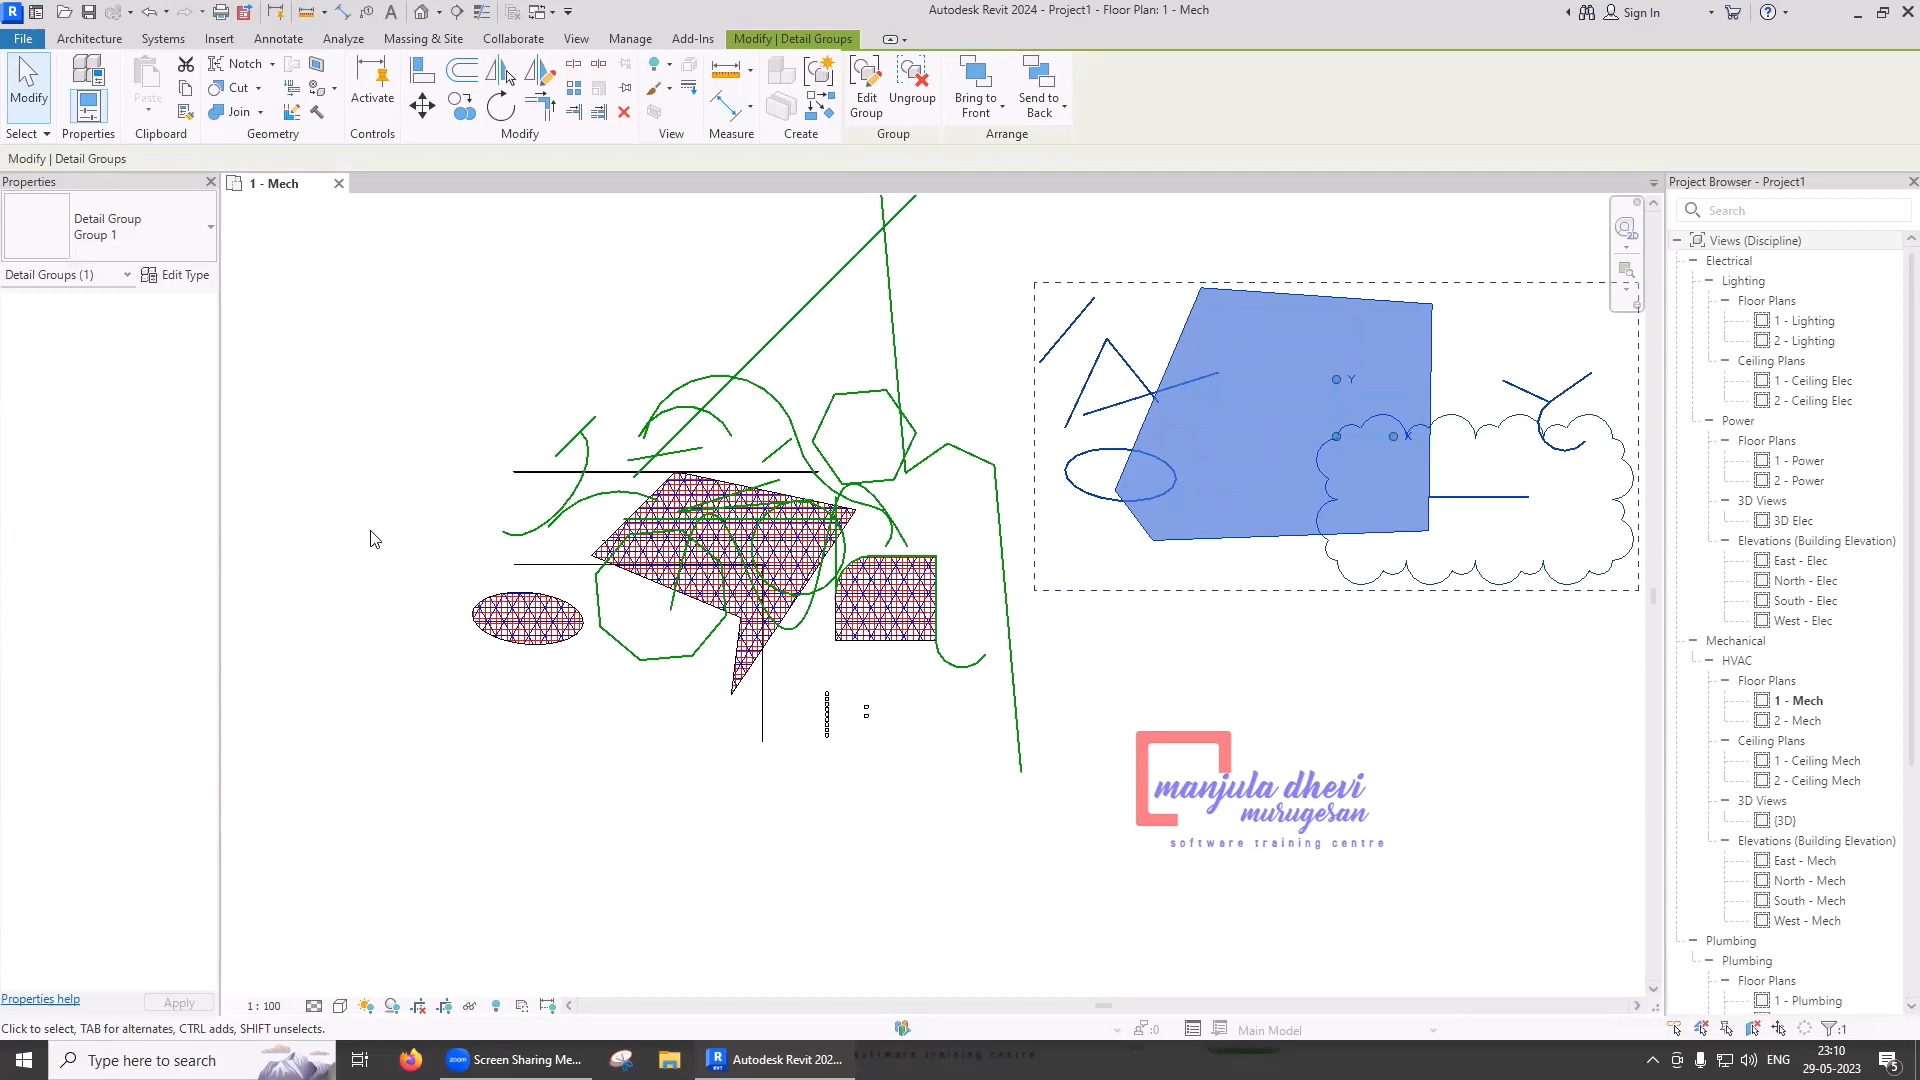 Autodesk Revit 2024 - Project1 - Floor Plan: 1 - Mech
Sign In
File
Architecture
Systems
Insert
Annotate
Analyze
Massing & Site
Collaborate
View
Manage
Add-Ins
Modify | Detail Groups
Modify
Select
Properties
Paste
Clipboard
Notch
Cut
Join
Geometry
Activate
Controls
Modify
View
Measure
Create
Edit
Group
Ungroup
Group
Bring to
Front
Send to
Back
Arrange
Modify | Detail Groups
Properties
Detail Group
Group 1
Detail Groups (1)
Edit Type
Properties help
Apply
1 - Mech
2D
Y
X
manjula dhevi
murugesan
software training centre
1 : 100
Project Browser - Project1
Search
Views (Discipline)
Electrical
Lighting
Floor Plans
1 - Lighting
2 - Lighting
Ceiling Plans
1 - Ceiling Elec
2 - Ceiling Elec
Power
Floor Plans
1 - Power
2 - Power
3D Views
3D Elec
Elevations (Building Elevation)
East - Elec
North - Elec
South - Elec
West - Elec
Mechanical
HVAC
Floor Plans
1 - Mech
2 - Mech
Ceiling Plans
1 - Ceiling Mech
2 - Ceiling Mech
3D Views
{3D}
Elevations (Building Elevation)
East - Mech
North - Mech
South - Mech
West - Mech
Plumbing
Plumbing
Floor Plans
1 - Plumbing
Click to select, TAB for alternates, CTRL adds, SHIFT unselects.
:0
Main Model
:1
Type here to search
zoom
Screen Sharing Me...
Autodesk Revit 202...
ENG
23:10
29-05-2023
5